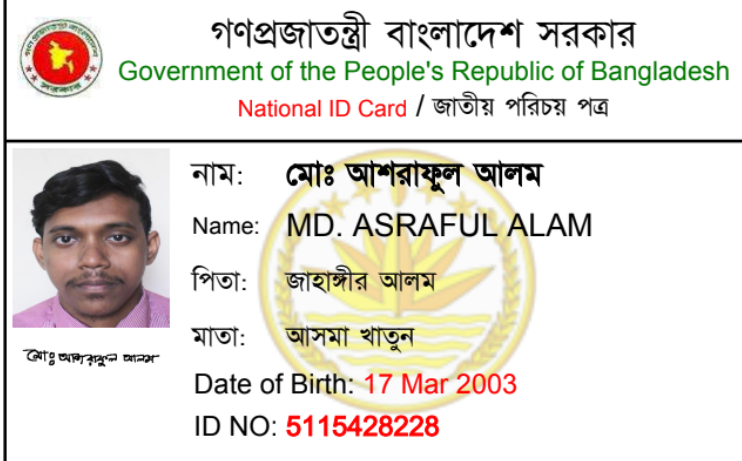 গণপ্রজাতন্ত্রী বাংলাদেশ সরকার
Government of the People's Republic of Bangladesh
National ID Card / জাতীয় পরিচয় পত্র
নাম: মোঃ আশরাফুল আলম
Name: MD. ASRAFUL ALAM
পিতা: জাহাঙ্গীর আলম
মাতা: আসমা খাতুন
মোঃ আশরাফুল আলম
Date of Birth: 17 Mar 2003
ID NO: 5115428228